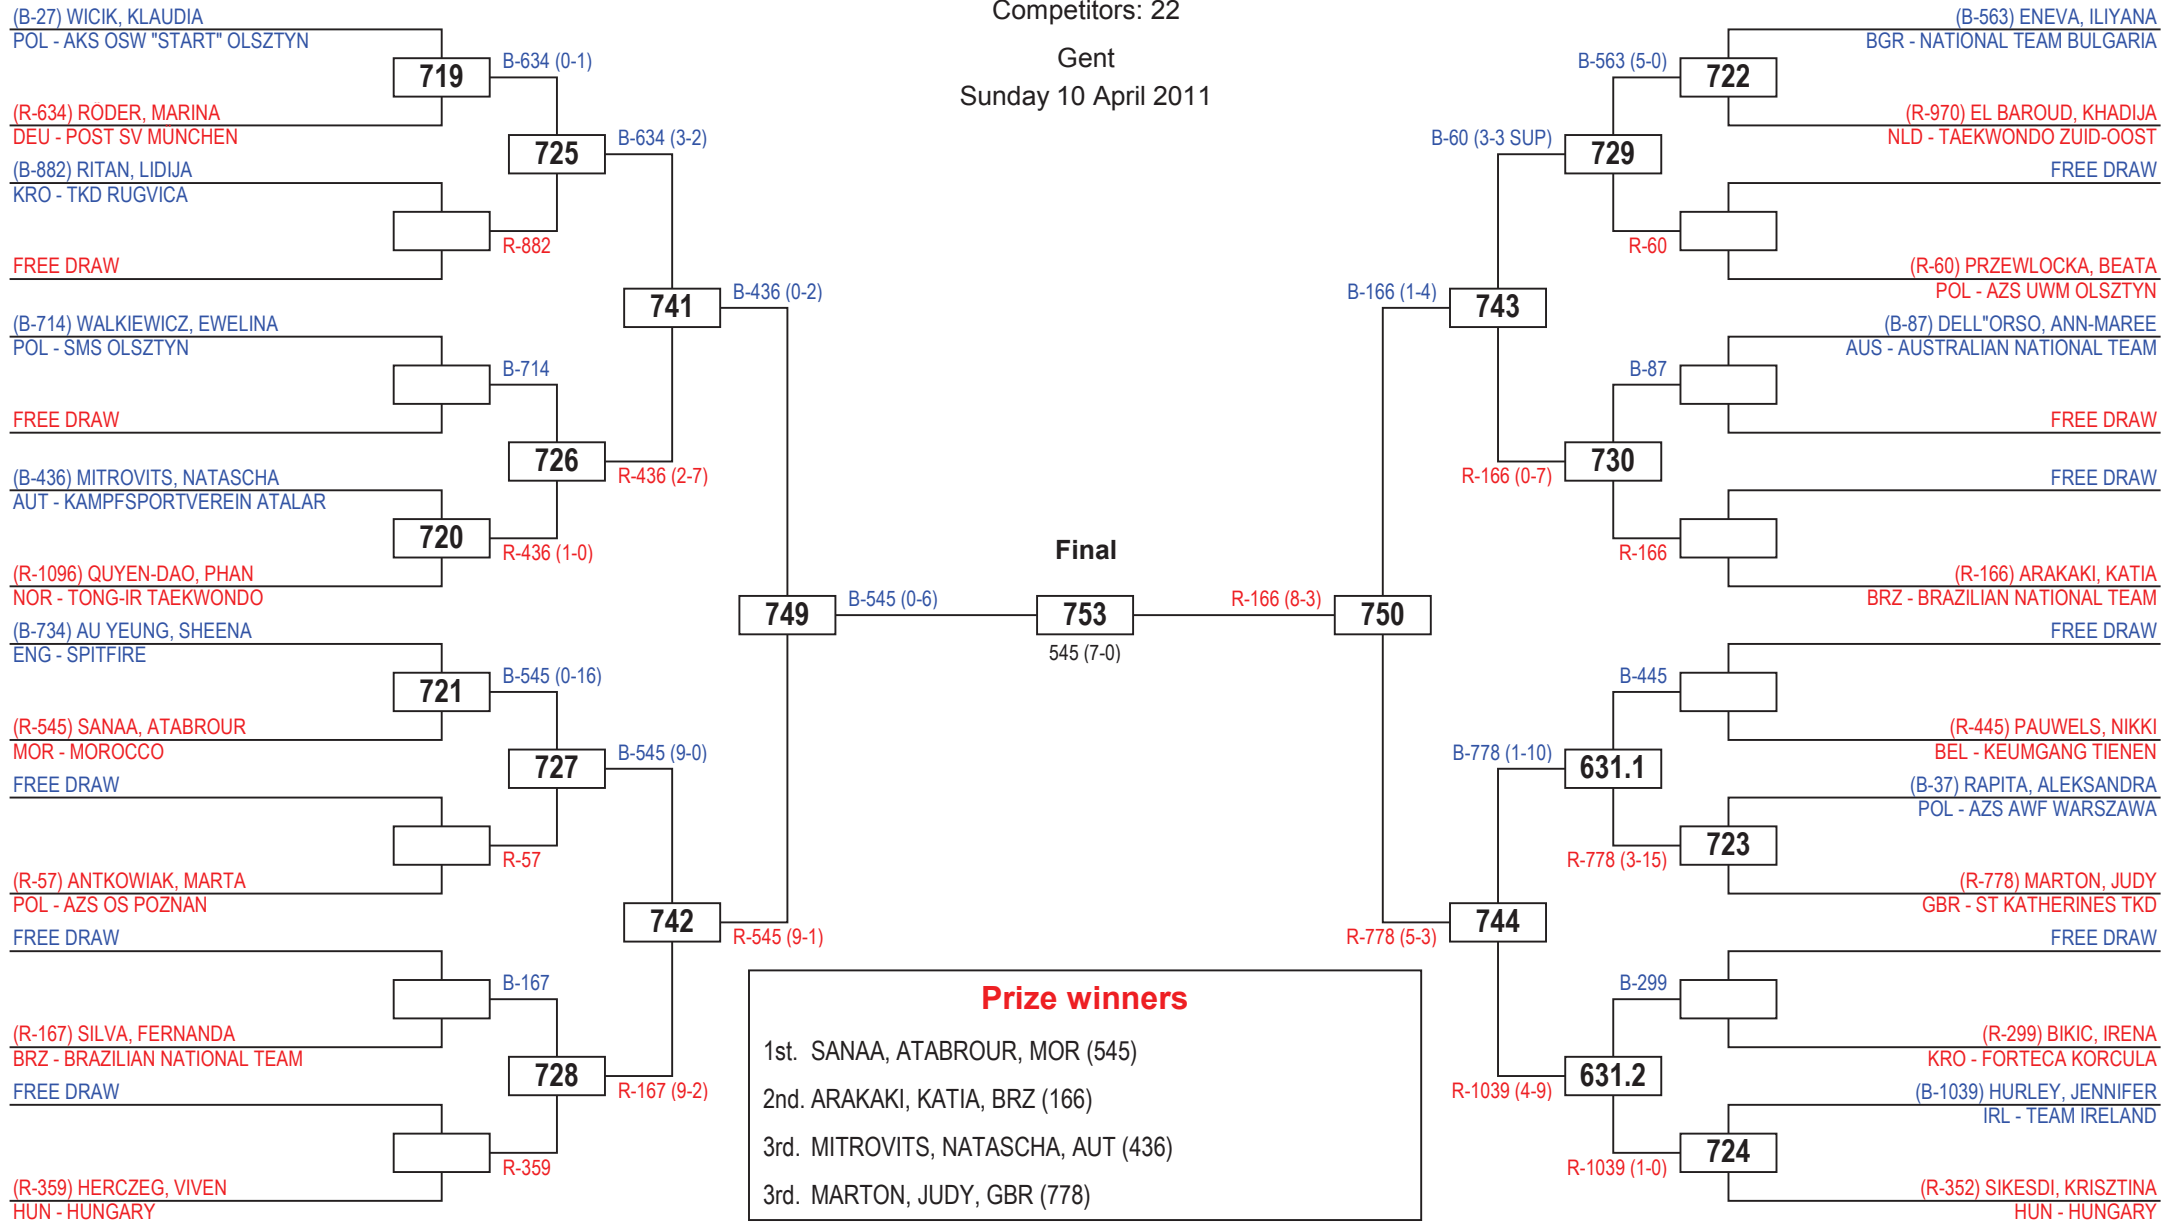 Competitors: 22
Gent
Sunday 10 April 2011
(B-27) WICIK, KLAUDIA
POL - AKS OSW "START" OLSZTYN
719
B-634 (0-1)
(R-634) RÖDER, MARINA
DEU - POST SV MÜNCHEN
725
B-634 (3-2)
(B-882) RITAN, LIDIJA
KRO - TKD RUGVICA
R-882
FREE DRAW
741
B-436 (0-2)
(B-714) WALKIEWICZ, EWELINA
POL - SMS OLSZTYN
B-714
FREE DRAW
726
R-436 (2-7)
(B-436) MITROVITS, NATASCHA
AUT - KAMPFSPORTVEREIN ATALAR
720
R-436 (1-0)
(R-1096) QUYEN-DAO, PHAN
NOR - TONG-IR TAEKWONDO
749
B-545 (0-6)
(B-734) AU YEUNG, SHEENA
ENG - SPITFIRE
721
B-545 (0-16)
(R-545) SANAA, ATABROUR
MOR - MOROCCO
727
B-545 (9-0)
FREE DRAW
R-57
(R-57) ANTKOWIAK, MARTA
POL - AZS OS POZNAN
742
R-545 (9-1)
FREE DRAW
B-167
(R-167) SILVA, FERNANDA
BRZ - BRAZILIAN NATIONAL TEAM
728
R-167 (9-2)
FREE DRAW
R-359
(R-359) HERCZEG, VIVEN
HUN - HUNGARY
Final
753
545 (7-0)
(B-563) ENEVA, ILIYANA
BGR - NATIONAL TEAM BULGARIA
B-563 (5-0)
722
(R-970) EL BAROUD, KHADIJA
NLD - TAEKWONDO ZUID-OOST
B-60 (3-3 SUP)
729
FREE DRAW
R-60
(R-60) PRZEWLOCKA, BEATA
POL - AZS UWM OLSZTYN
B-166 (1-4)
743
(B-87) DELL"ORSO, ANN-MAREE
AUS - AUSTRALIAN NATIONAL TEAM
B-87
FREE DRAW
R-166 (0-7)
730
FREE DRAW
R-166
(R-166) ARAKAKI, KATIA
BRZ - BRAZILIAN NATIONAL TEAM
R-166 (8-3)
750
FREE DRAW
B-445
(R-445) PAUWELS, NIKKI
BEL - KEUMGANG TIENEN
B-778 (1-10)
631.1
(B-37) RAPITA, ALEKSANDRA
POL - AZS AWF WARSZAWA
R-778 (3-15)
723
(R-778) MARTON, JUDY
GBR - ST KATHERINES TKD
R-778 (5-3)
744
FREE DRAW
B-299
(R-299) BIKIC, IRENA
KRO - FORTECA KORCULA
R-1039 (4-9)
631.2
(B-1039) HURLEY, JENNIFER
IRL - TEAM IRELAND
R-1039 (1-0)
724
(R-352) SIKESDI, KRISZTINA
HUN - HUNGARY
Prize winners
1st. SANAA, ATABROUR, MOR (545)
2nd. ARAKAKI, KATIA, BRZ (166)
3rd. MITROVITS, NATASCHA, AUT (436)
3rd. MARTON, JUDY, GBR (778)